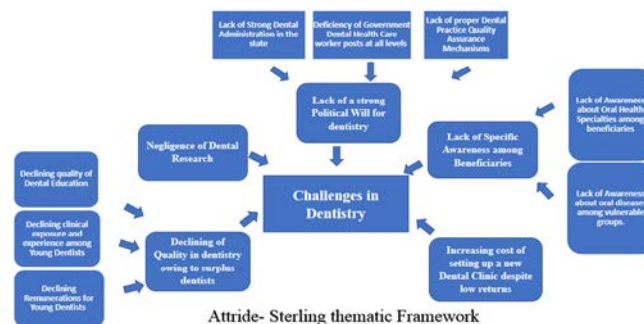 Lack of Strong Dental
Administration in the
state
Deficiency of Government
Dental Health Care
worker posts at all levels
Lack of proper Dental
Practice Quality
Assurance
Mechanisms
Lack of a strong
Political Will for
dentistry
Lack of Awareness
about Oral Health
Specialties among
beneficiaries
Negligence of Dental
Research
Lack of Specific
Awareness among
Beneficiaries
Declining quality of
Dental Education
Challenges in
Dentistry
Lack of Awareness
about oral diseases
among vulnerable
groups.
Declining clinical
exposure and
experience among
Young Dentists
Declining of
Quality in dentistry
owing to surplus
dentists
Increasing cost of
setting up a new
Dental Clinic despite
low returns
Declining
Remunerations for
Young Dentists
Attride- Sterling thematic Framework